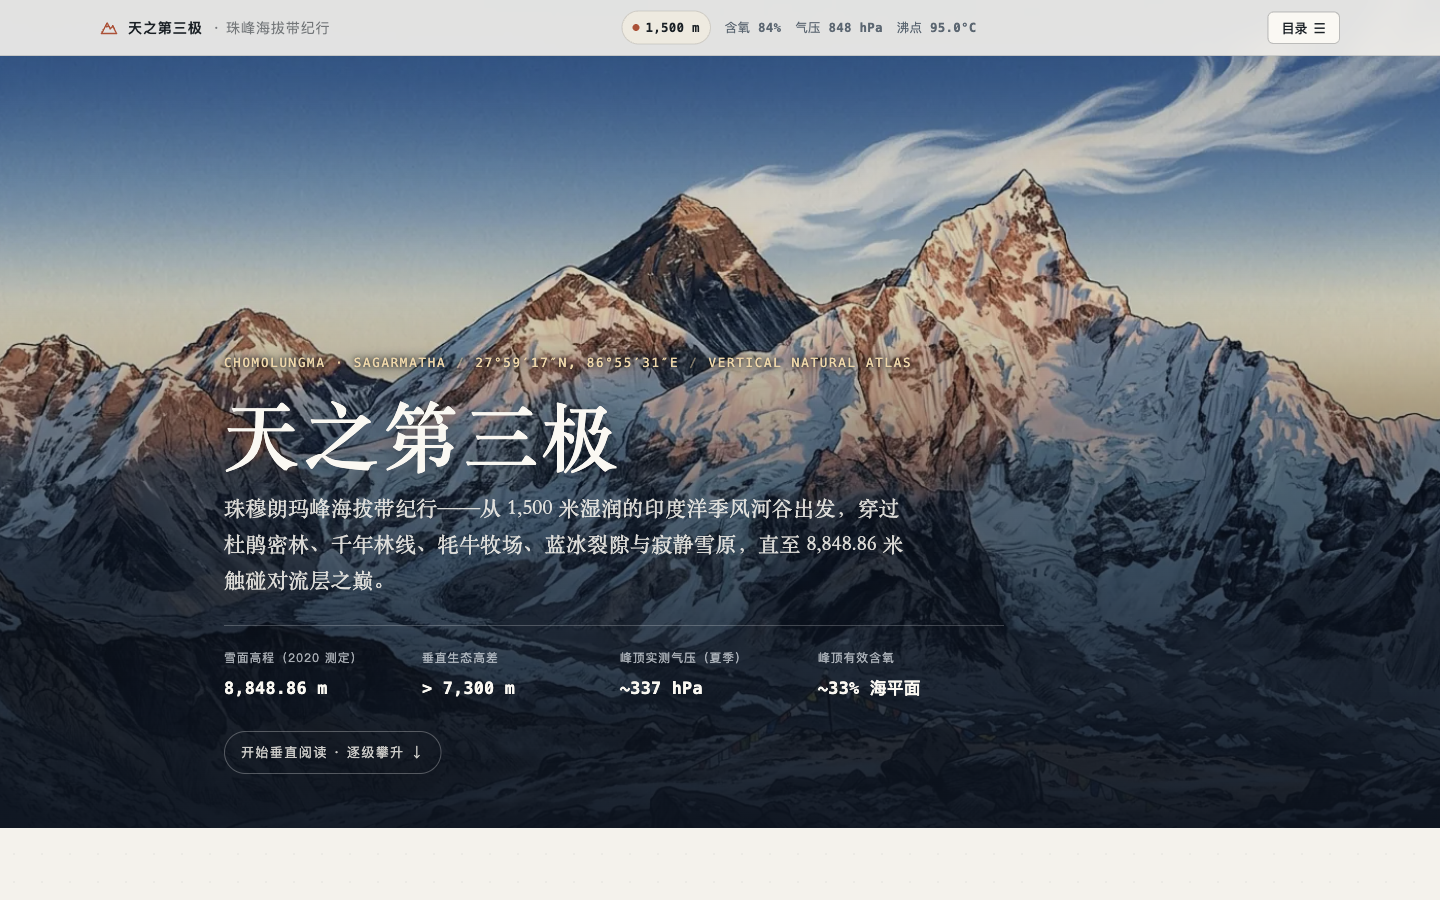 天之第三极 · 珠峰海拔带纪行
1,500 m 含氧 84% 气压 848 hPa 沸点 95.0°C
目录 ☰
CHOMOLUNGMA · SAGARMATHA / 27°59′17″N, 86°55′31″E / VERTICAL NATURAL ATLAS
天之第三极
珠穆朗玛峰海拔带纪行——从 1,500 米湿润的印度洋季风河谷出发，穿过
杜鹃密林、千年林线、牦牛牧场、蓝冰裂隙与寂静雪原，直至 8,848.86 米
触碰对流层之巅。
雪面高程（2020 测定） 垂直生态高差 峰顶实测气压（夏季） 峰顶有效含氧
8,848.86 m > 7,300 m ~337 hPa ~33% 海平面
开始垂直阅读 · 逐级攀升 ↓